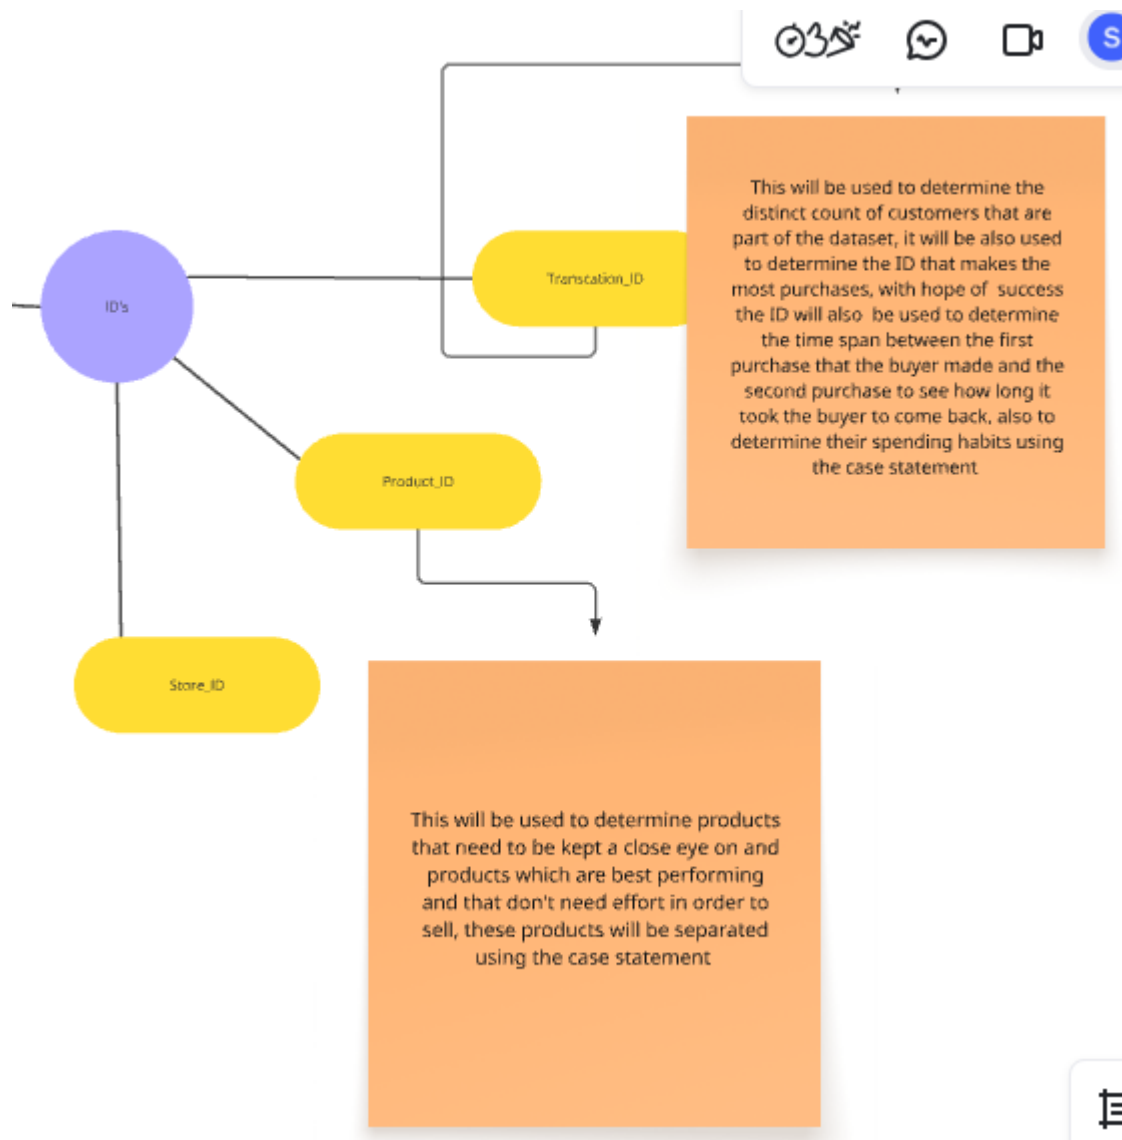 S
This will be used to determine the
distinct count of customers that are
part of the dataset, it will be also used
to determine the ID that makes the
most purchases, with hope of  success
the ID will also  be used to determine
the time span between the first
purchase that the buyer made and the
second purchase to see how long it
took the buyer to come back, also to
determine their spending habits using
the case statement
Transcation_ID
ID's
Product_ID
Store_ID
This will be used to determine products
that need to be kept a close eye on and
products which are best performing
and that don't need effort in order to
sell, these products will be separated
using the case statement